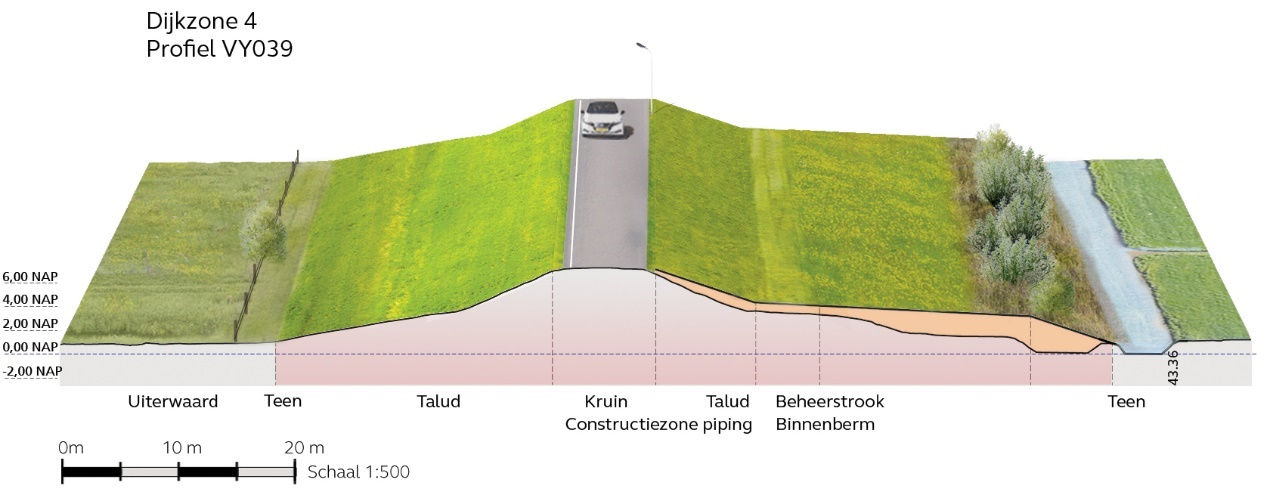 Dijkzone 4
Profiel VY039
6,00 NAP
4,00 NAP
2,00 NAP
0,00 NAP
-2,00 NAP
43.36
Uiterwaard Teen Talud Kruin Talud Beheerstrook Teen
Constructiezone piping Binnenberm
0m 10 m 20 m
Schaal 1:500